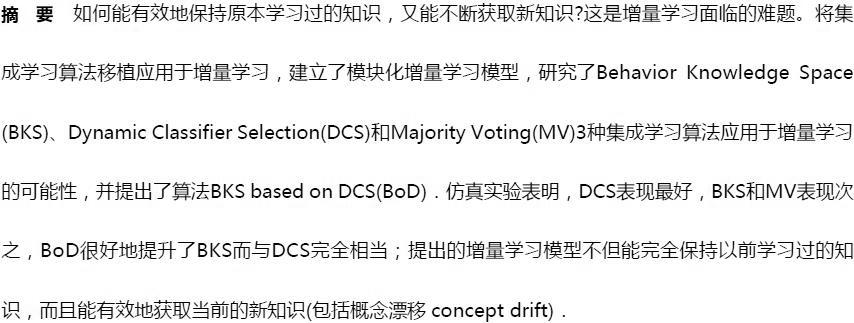 摘 要 如何能有效地保持原本学习过的知识，又能不断获取新知识?这是增量学习面临的难题。将集
成学习算法移植应用于增量学习，建立了模块化增量学习模型，研究了Behavior Knowledge Space
(BKS)、Dynamic Classifier Selection(DCS)和Majority Voting(MV)3种集成学习算法应用于增量学习
的可能性，并提出了算法BKS based on DCS(BoD)．仿真实验表明，DCS表现最好，BKS和MV表现次
之，BoD很好地提升了BKS而与DCS完全相当；提出的增量学习模型不但能完全保持以前学习过的知
识，而且能有效地获取当前的新知识(包括概念漂移 concept drift)．